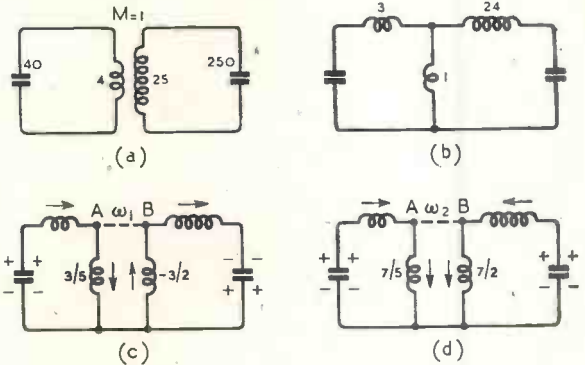 M=1
40
4
25
250
(a)
3
24
1
(b)
A ω₁ B
+ +
3/5
-3/2
- -
- -
+ +
(c)
A ω₂ B
+ +
7/5
7/2
+ +
- -
- -
(d)